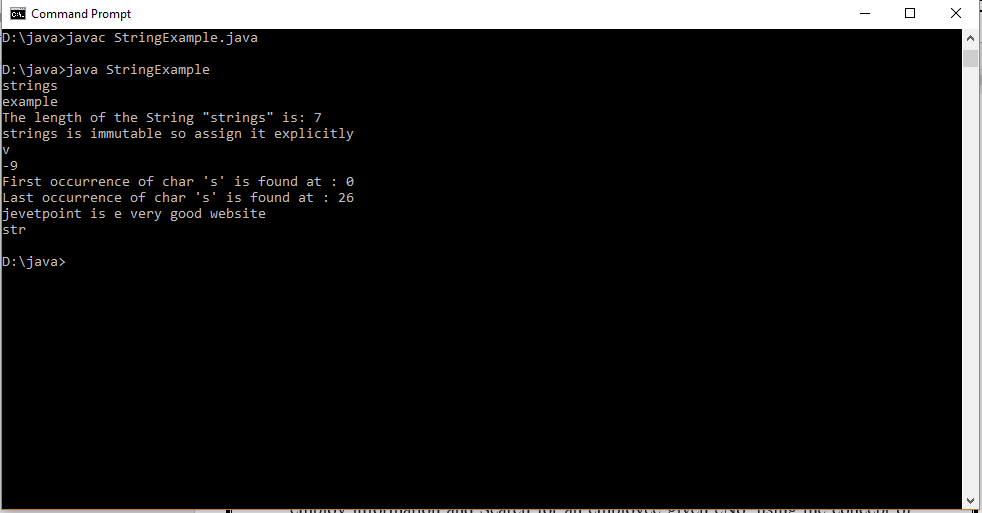 Command Prompt
D:\java>javac StringExample.java
D:\java>java StringExample
strings
example
The length of the String "strings" is: 7
strings is immutable so assign it explicitly
v
-9
First occurrence of char 's' is found at : 0
Last occurrence of char 's' is found at : 26
jevetpoint is e very good website
str
D:\java>